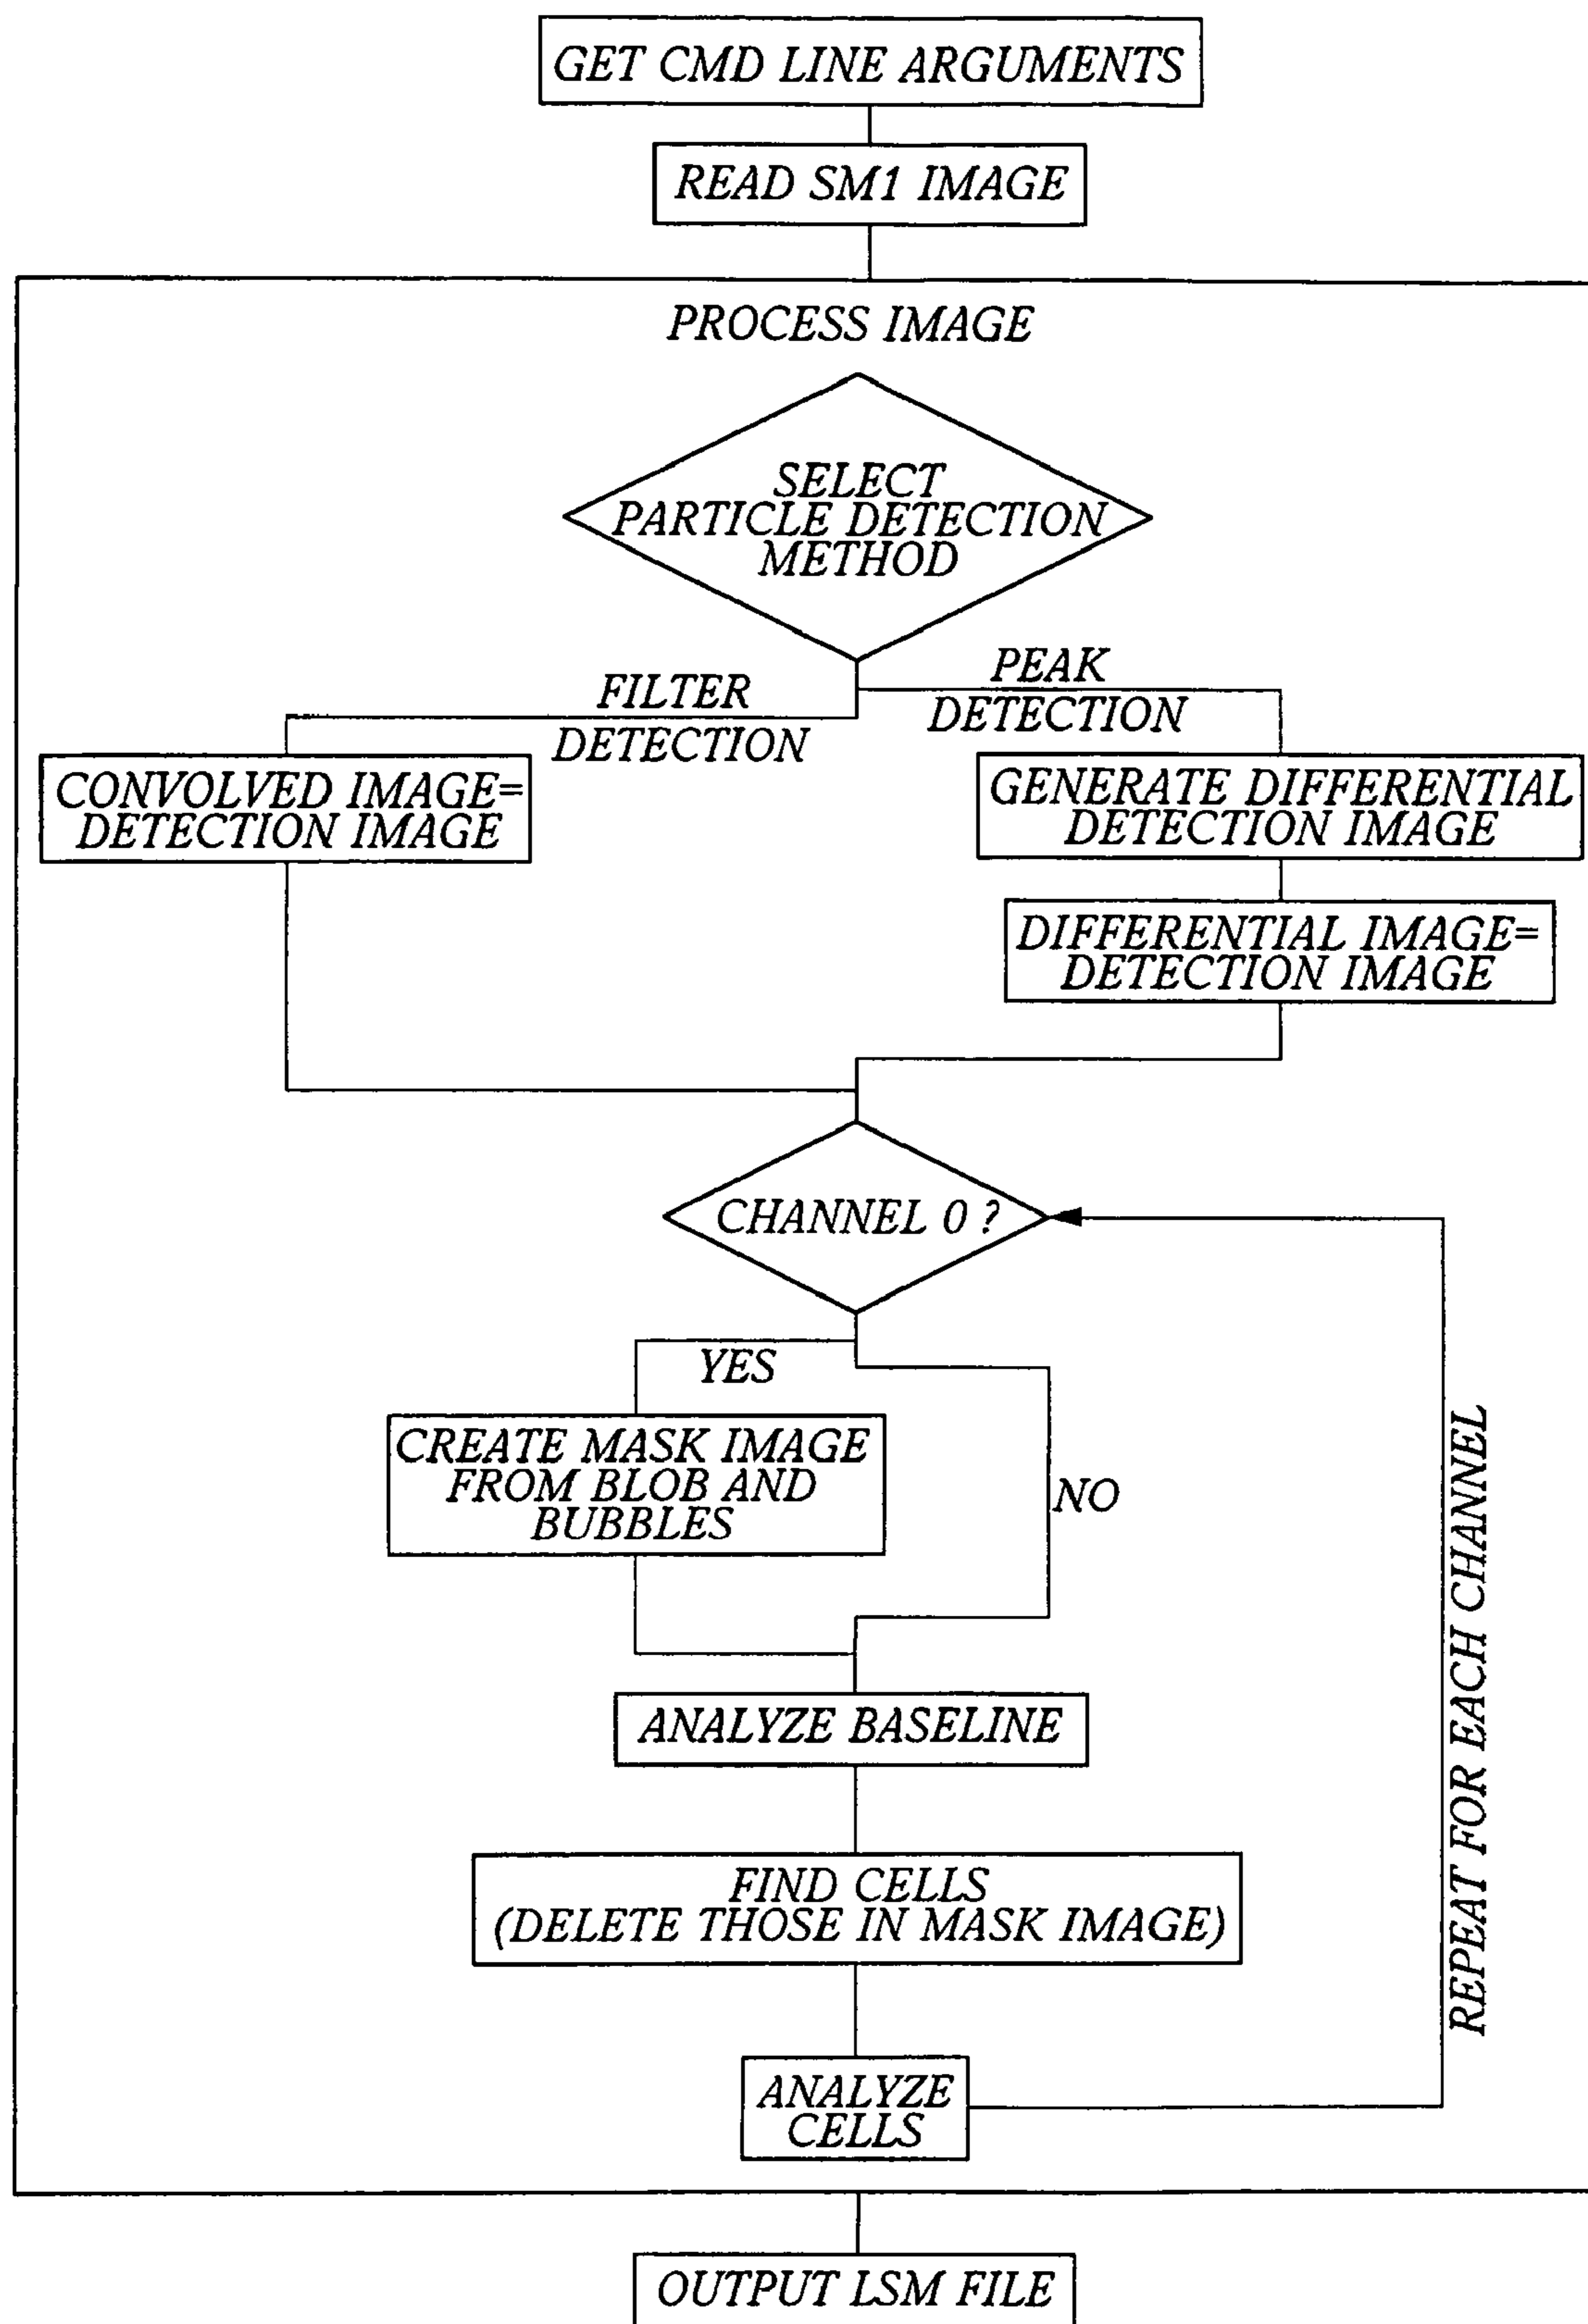 GET CMD LINE ARGUMENTS
READ SM1 IMAGE
PROCESS IMAGE
SELECT
PARTICLE DETECTION
METHOD
FILTER
DETECTION
PEAK
DETECTION
CONVOLVED IMAGE=
DETECTION IMAGE
GENERATE DIFFERENTIAL
DETECTION IMAGE
DIFFERENTIAL IMAGE=
DETECTION IMAGE
CHANNEL 0 ?
YES
CREATE MASK IMAGE
FROM BLOB AND
BUBBLES
NO
REPEAT FOR EACH CHANNEL
ANALYZE BASELINE
FIND CELLS
(DELETE THOSE IN MASK IMAGE)
ANALYZE
CELLS
OUTPUT LSM FILE